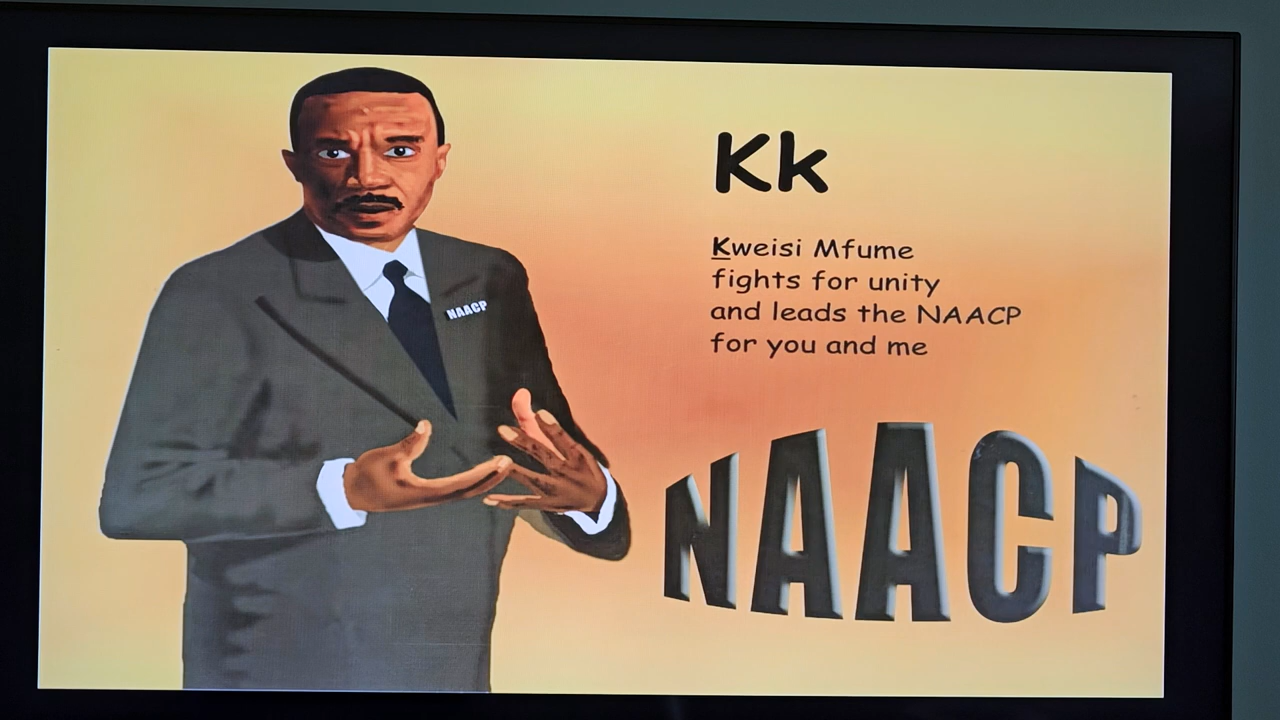 NAACP
Kk
Kweisi Mfume
fights for unity
and leads the NAACP
for you and me
NAACP